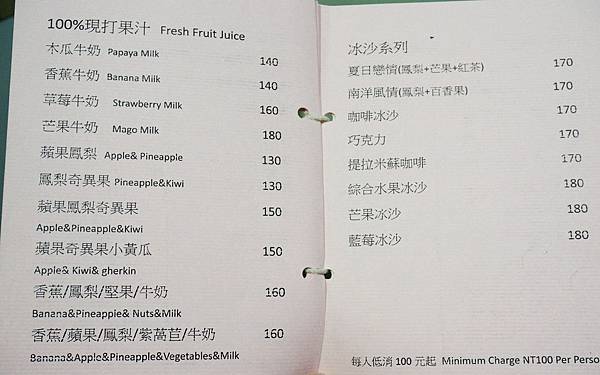 100%現打果汁 Fresh Fruit Juice
木瓜牛奶 Papaya Milk 140
香蕉牛奶 Banana Milk 140
草莓牛奶 Strawberry Milk 160
芒果牛奶 Mago Milk 180
蘋果鳳梨 Apple& Pineapple 130
鳳梨奇異果 Pineapple&Kiwi 130
蘋果鳳梨奇異果 150
Apple&Pineapple&Kiwi
蘋果奇異果小黃瓜 150
Apple& Kiwi& gherkin
香蕉/鳳梨/堅果/牛奶 160
Banana&Pineapple& Nuts&Milk
香蕉/蘋果/鳳梨/紫萵苣/牛奶 160
Banana&Apple&Pineapple&Vegetables&Milk
冰沙系列
夏日戀情(鳳梨+芒果+紅茶) 170
南洋風情(鳳梨+百香果) 170
咖啡冰沙 170
巧克力 170
提拉米蘇咖啡 170
綜合水果冰沙 180
芒果冰沙 180
藍莓冰沙 180
每人低消 100 元起 Minimum Charge NT100 Per Perso